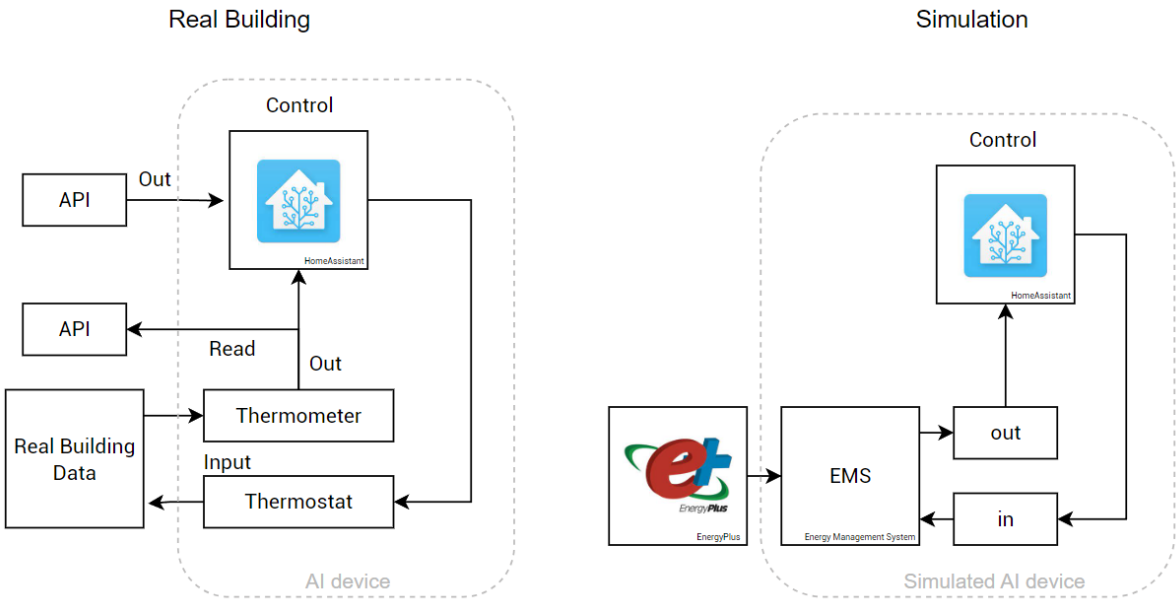 Real Building
Simulation
Control
API
Out
HomeAssistant
API
Read
Out
Real Building
Data
Thermometer
Input
Thermostat
AI device
Control
HomeAssistant
e+
EnergyPlus
EnergyPlus
EMS
Energy Management System
out
in
Simulated AI device